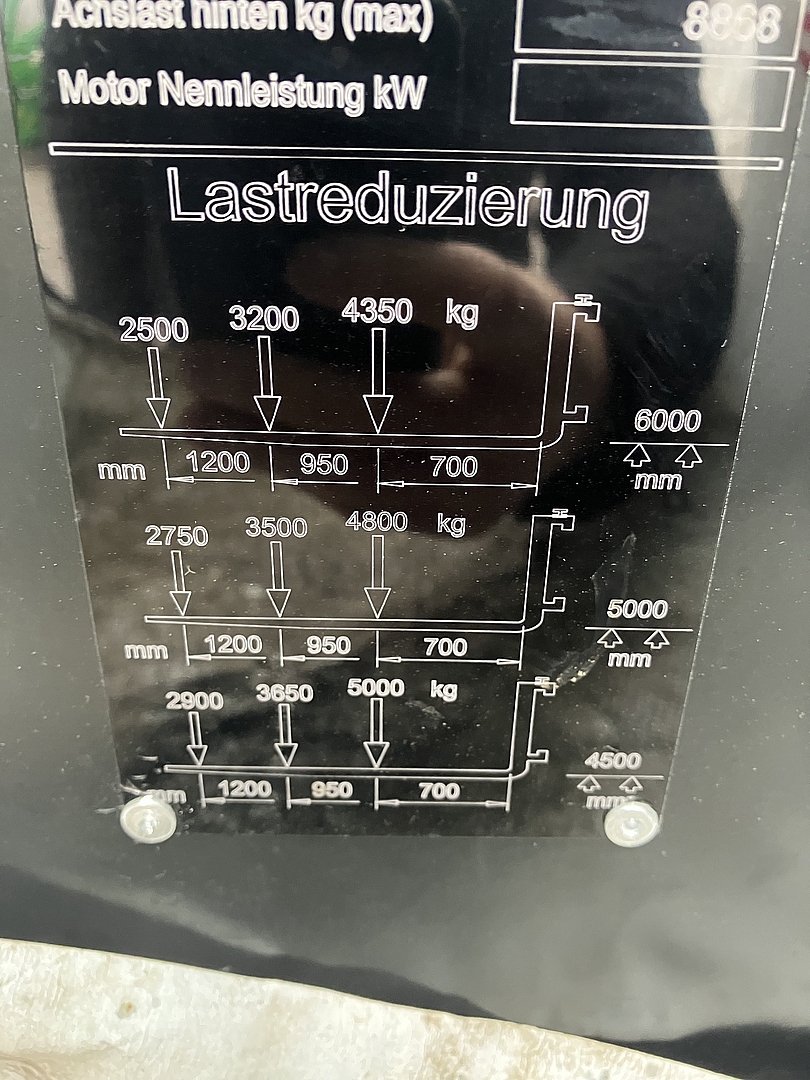 Achslast hinten kg (max) 8868
Motor Nennleistung kW
Lastreduzierung
2500 3200 4350 kg
6000
mm 1200 950 700
mm
2750 3500 4800 kg
5000
mm 1200 950 700
mm
2900 3650 5000 kg
4500
mm 1200 950 700
mm